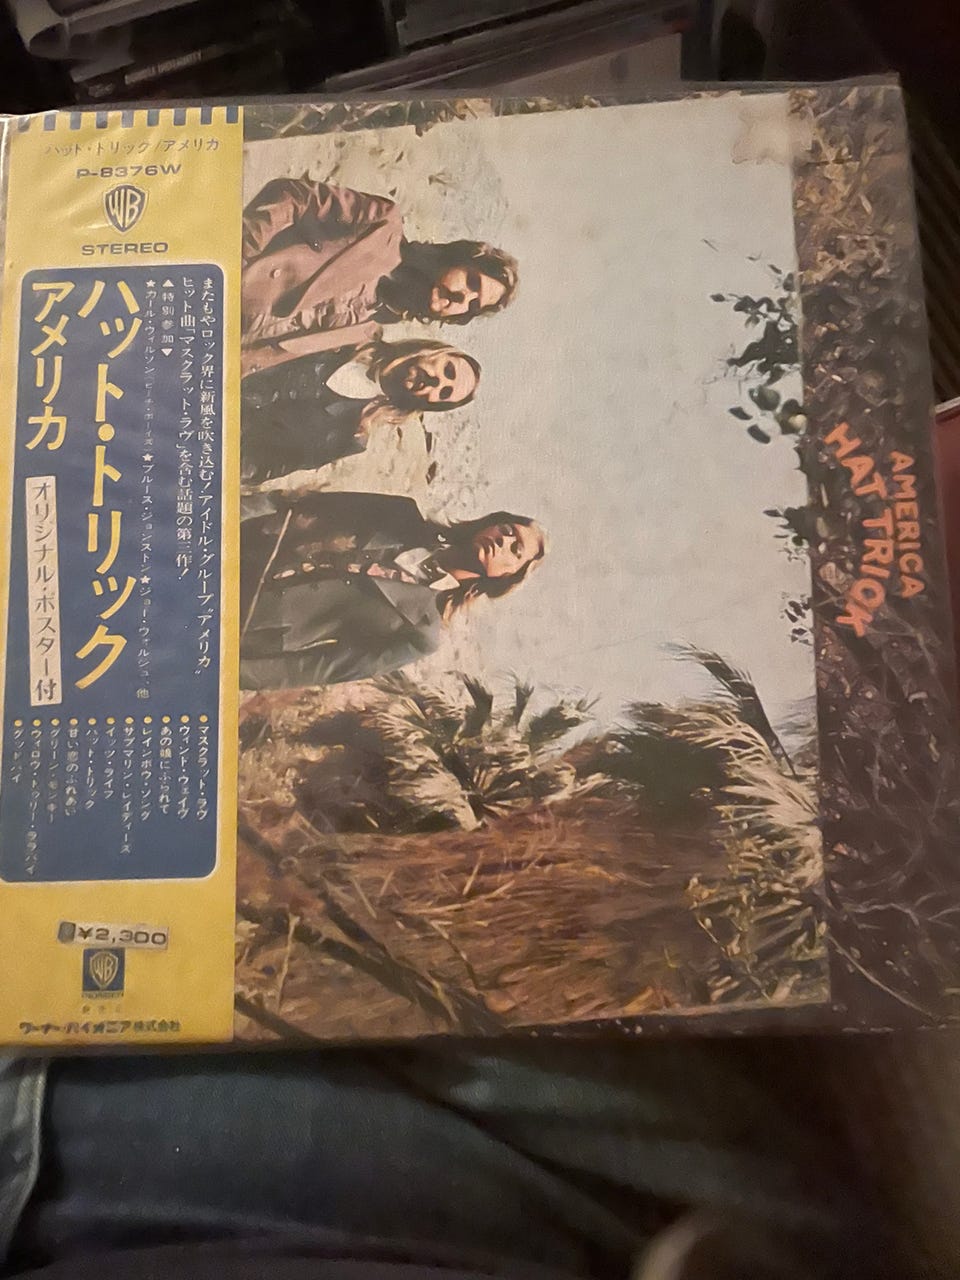 ハット・トリック/アメリカ
P-8376W
WB
STEREO
またもやロック界に新風を吹き込む!アイドル・グループ“アメリカ”
ヒット曲「マスクラット・ラヴ」を含む話題の第三作!
▲特別参加▼
★カール・ウィルソン(ビーチ・ボーイズ)★ブルース・ジョンストン★ジョー・ウォルシュ、他
ハット・トリック
アメリカ
オリジナル・ポスター付
●マスクラット・ラヴ
●ウィンド・ウェイヴ
●あの娘にふられて
●レインボウ・ソング
●サブマリン・レイディース
●イッツ・ライフ
●ハット・トリック
●甘い恋のふれあい
●グリーン・モンキー
●ウィロウ・トゥリー・ララバイ
●グッドバイ
¥2,300
WB
PIONEER
ワーナー・パイオニア株式会社
AMERICA
HAT TRICK